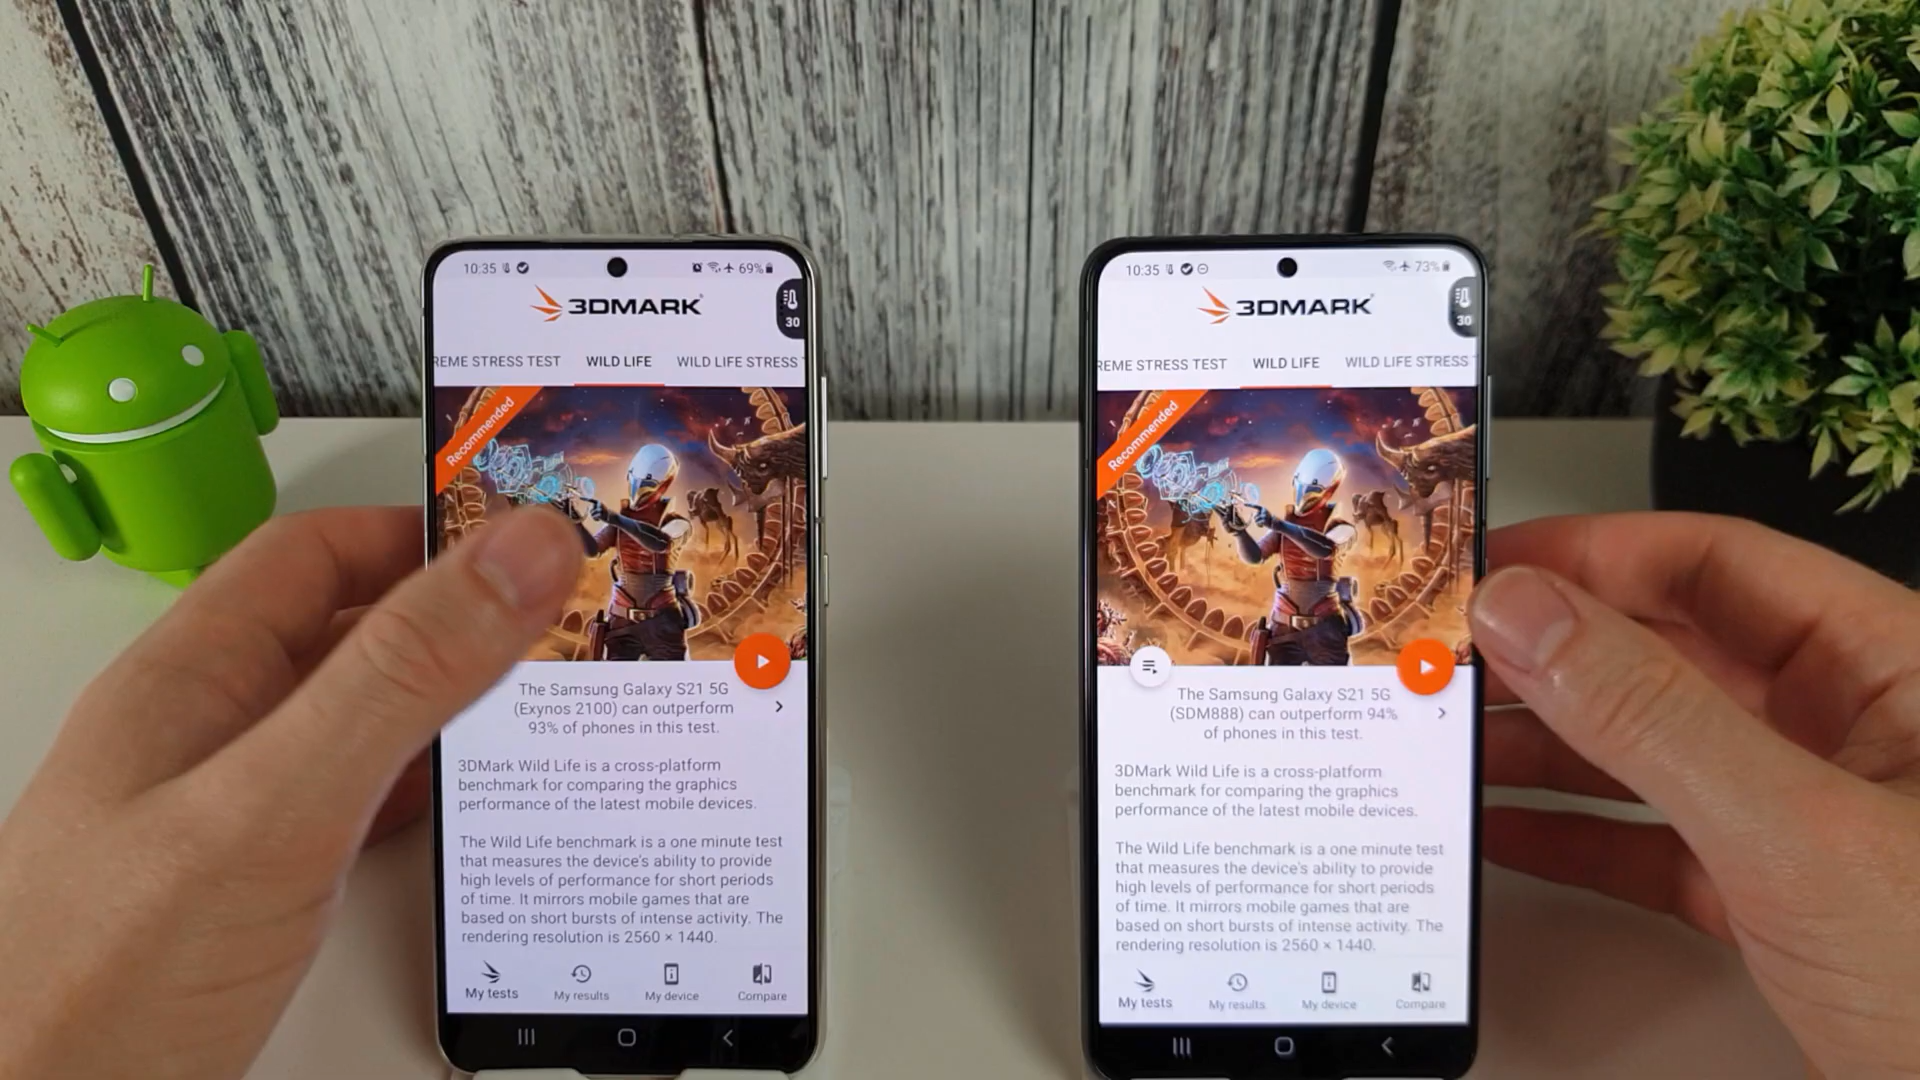 10:35
69%
3DMARK
30
REME STRESS TEST
WILD LIFE
WILD LIFE STRESS
Recommended
The Samsung Galaxy S21 5G
(Exynos 2100) can outperform
93% of phones in this test.
3DMark Wild Life is a cross-platform
benchmark for comparing the graphics
performance of the latest mobile devices.
The Wild Life benchmark is a one minute test
that measures the device's ability to provide
high levels of performance for short periods
of time. It mirrors mobile games that are
based on short bursts of intense activity. The
rendering resolution is 2560 × 1440.
My tests
My results
My device
Compare
10:35
73%
3DMARK
30
REME STRESS TEST
WILD LIFE
WILD LIFE STRESS
Recommended
The Samsung Galaxy S21 5G
(SDM888) can outperform 94%
of phones in this test.
3DMark Wild Life is a cross-platform
benchmark for comparing the graphics
performance of the latest mobile devices.
The Wild Life benchmark is a one minute test
that measures the device's ability to provide
high levels of performance for short periods
of time. It mirrors mobile games that are
based on short bursts of intense activity. The
rendering resolution is 2560 × 1440.
My tests
My results
My device
Compare